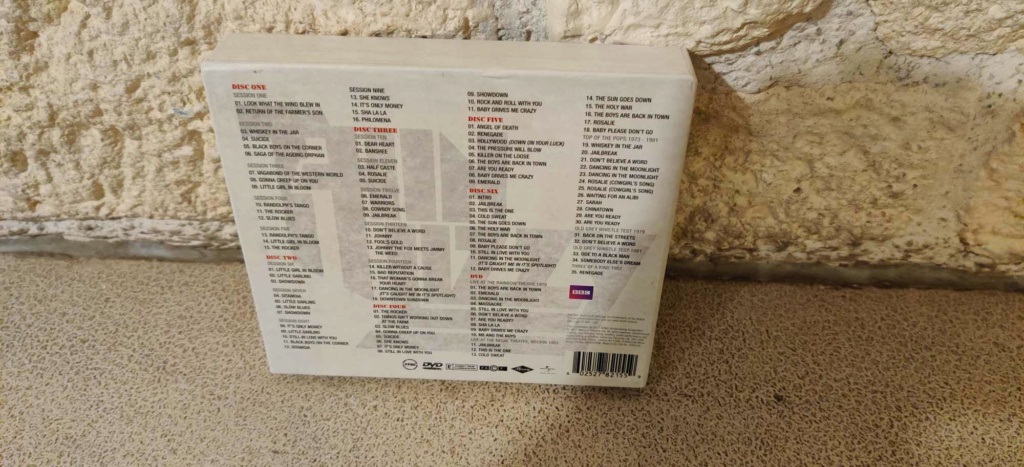 DISC ONE
SESSION ONE
01. LOOK WHAT THE WIND BLEW IN
02. RETURN OF THE FARMER'S SON
SESSION TWO
03. WHISKEY IN THE JAR
04. SUICIDE
05. BLACK BOYS ON THE CORNER
06. SAGA OF THE AGEING ORPHAN
SESSION THREE
07. VAGABOND OF THE WESTERN WORLD
08. GONNA CREEP UP ON YOU
09. LITTLE GIRL IN BLOOM
SESSION FOUR
10. RANDOLPH'S TANGO
11. THE ROCKER
12. SLOW BLUES
SESSION FIVE
13. RANDOLPH'S TANGO
14. LITTLE GIRL IN BLOOM
15. THE ROCKER
DISC TWO
SESSION SIX
01. LITTLE GIRL IN BLOOM
02. LITTLE DARLING
03. SHOWDOWN
SESSION SEVEN
04. SITAMOIA
05. LITTLE DARLING
06. SLOW BLUES
07. SHOWDOWN
SESSION EIGHT
08. IT'S ONLY MONEY
09. LITTLE DARLING
10. STILL IN LOVE WITH YOU
11. BLACK BOYS ON THE CORNER
12. SITAMOIA
SESSION NINE
13. SHE KNOWS
14. IT'S ONLY MONEY
15. SHA LA LA
16. PHILOMENA
DISC THREE
SESSION TEN
01. DEAR HEART
02. BANSHEE
SESSION ELEVEN
03. HALF CASTE
04. ROSALIE
05. SUICIDE
SESSION TWELVE
06. EMERALD
07. WARRIORS
08. COWBOY SONG
09. JAILBREAK
SESSION THIRTEEN
10. DON'T BELIEVE A WORD
11. JOHNNY
12. FOOL'S GOLD
13. JOHNNY THE FOX MEETS JIMMY
THE WEED
SESSION FOURTEEN
14. KILLER WITHOUT A CAUSE
15. BAD REPUTATION
16. THAT WOMAN'S GONNA BREAK
YOUR HEART
17. DANCING IN THE MOONLIGHT
(IT'S CAUGHT ME IN IT'S SPOTLIGHT)
18. DOWNTOWN SUNDOWN
DISC FOUR
01. THE ROCKER
02. THINGS AIN'T WORKING OUT DOWN
AT THE FARM
03. SLOW BLUES
04. GONNA CREEP UP ON YOU
05. SUICIDE
06. SHE KNOWS
07. IT'S ONLY MONEY
08. STILL IN LOVE WITH YOU
09. SHOWDOWN
10. ROCK AND ROLL WITH YOU
11. BABY DRIVES ME CRAZY
DISC FIVE
01. ANGEL OF DEATH
02. RENEGADE
03. HOLLYWOOD (DOWN ON YOUR LUCK)
04. THE PRESSURE WILL BLOW
05. KILLER ON THE LOOSE
06. THE BOYS ARE BACK IN TOWN
07. ARE YOU READY
08. BABY DRIVES ME CRAZY
09. EMERALD
DISC SIX
01. INTRO
02. JAILBREAK
03. THIS IS THE ONE
04. COLD SWEAT
05. THE SUN GOES DOWN
06. THE HOLY WAR
07. THE BOYS ARE BACK IN TOWN
08. ROSALIE
09. BABY PLEASE DON'T GO
10. STILL IN LOVE WITH YOU
11. DANCING IN THE MOONLIGHT
(IT'S CAUGHT ME IN IT'S SPOTLIGHT)
12. BABY DRIVES ME CRAZY
DVD
LIVE AT THE RAINBOW THEATRE
01. THE BOYS ARE BACK IN TOWN
02. EMERALD
03. DANCING IN THE MOONLIGHT
04. MASSACRE
05. STILL IN LOVE WITH YOU
06. DON'T BELIEVE A WORD
07. ARE YOU READY?
08. SHA LA LA
09. BABY DRIVES ME CRAZY
10. ME AND THE BOYS
LIVE AT THE REGAL THEATRE, HITCHIN 1983
11. JAILBREAK
12. THIS IS THE ONE
13. COLD SWEAT
14. THE SUN GOES DOWN
15. THE HOLY WAR
16. THE BOYS ARE BACK IN TOWN
17. ROSALIE
18. BABY PLEASE DON'T GO
TOP OF THE POPS 1973 - 1981
19. WHISKEY IN THE JAR
20. JAILBREAK
21. DON'T BELIEVE A WORD
22. DANCING IN THE MOONLIGHT
23. DANCING IN THE MOONLIGHT
24. ROSALIE (COWGIRL'S SONG)
25. ROSALIE (COWGIRL'S SONG)
26. WAITING FOR AN ALIBI
27. SARAH
28. CHINATOWN
29. ARE YOU READY
30. ARE YOU READY
OLD GREY WHISTLE TEST
31. BACK ON THE STREETS
32. DON'T BELIEVE A WORD
OLD GREY WHISTLE TEST
33. ODE TO A BLACK MAN
34. SOMEBODY ELSE'S DREAM
THREE OF A KIND 1982
35. RENEGADE
BBC
DVD